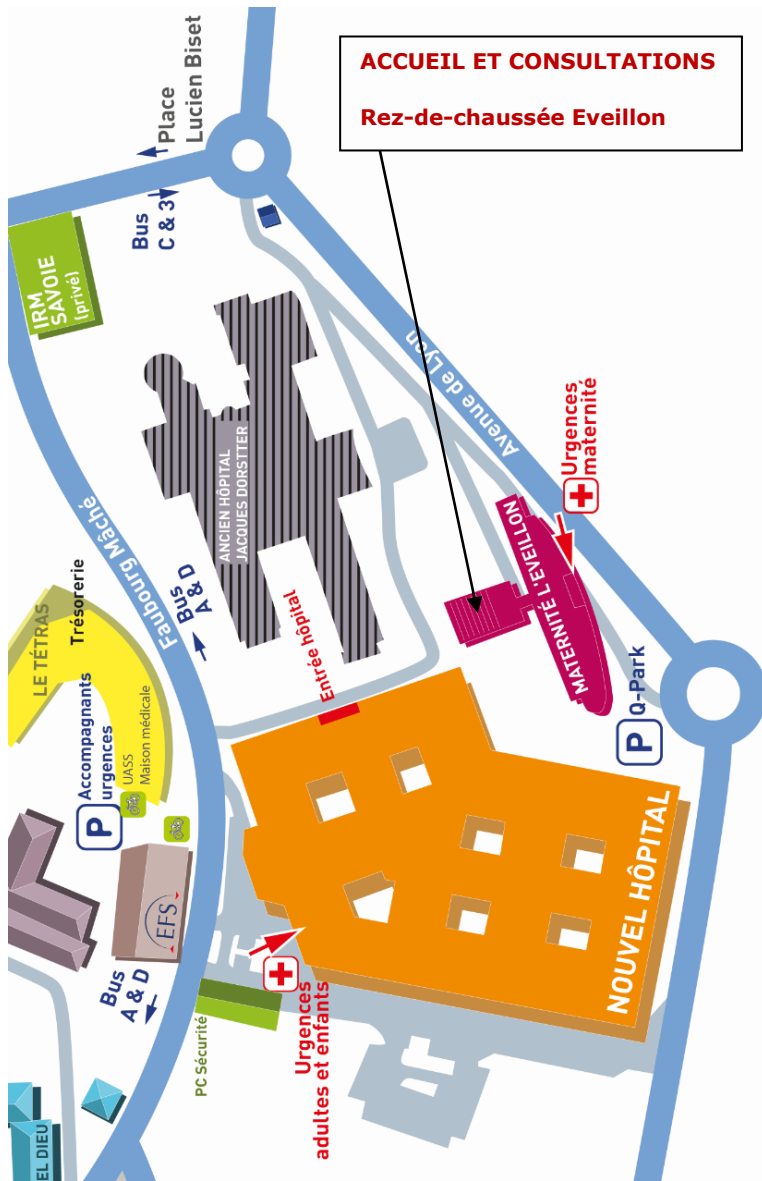 ACCUEIL ET CONSULTATIONS
Rez-de-chaussée Eveillon
Place
Lucien Biset
Bus
C & 3
IRM
SAVOIE
(privé)
Avenue de Lyon
Urgences
maternité
ANCIEN HÔPITAL
JACQUES DORSTTER
Faubourg Mâché
Bus
A & D
MATERNITÉ L'EVEILLON
LE TÉTRAS
Trésorerie
Entrée hôpital
P
Q-Park
P
Accompagnants
urgences
UASS
Maison médicale
EFS
NOUVEL HÔPITAL
Bus
A & D
PC Sécurité
Urgences
adultes et enfants
EL DIEU